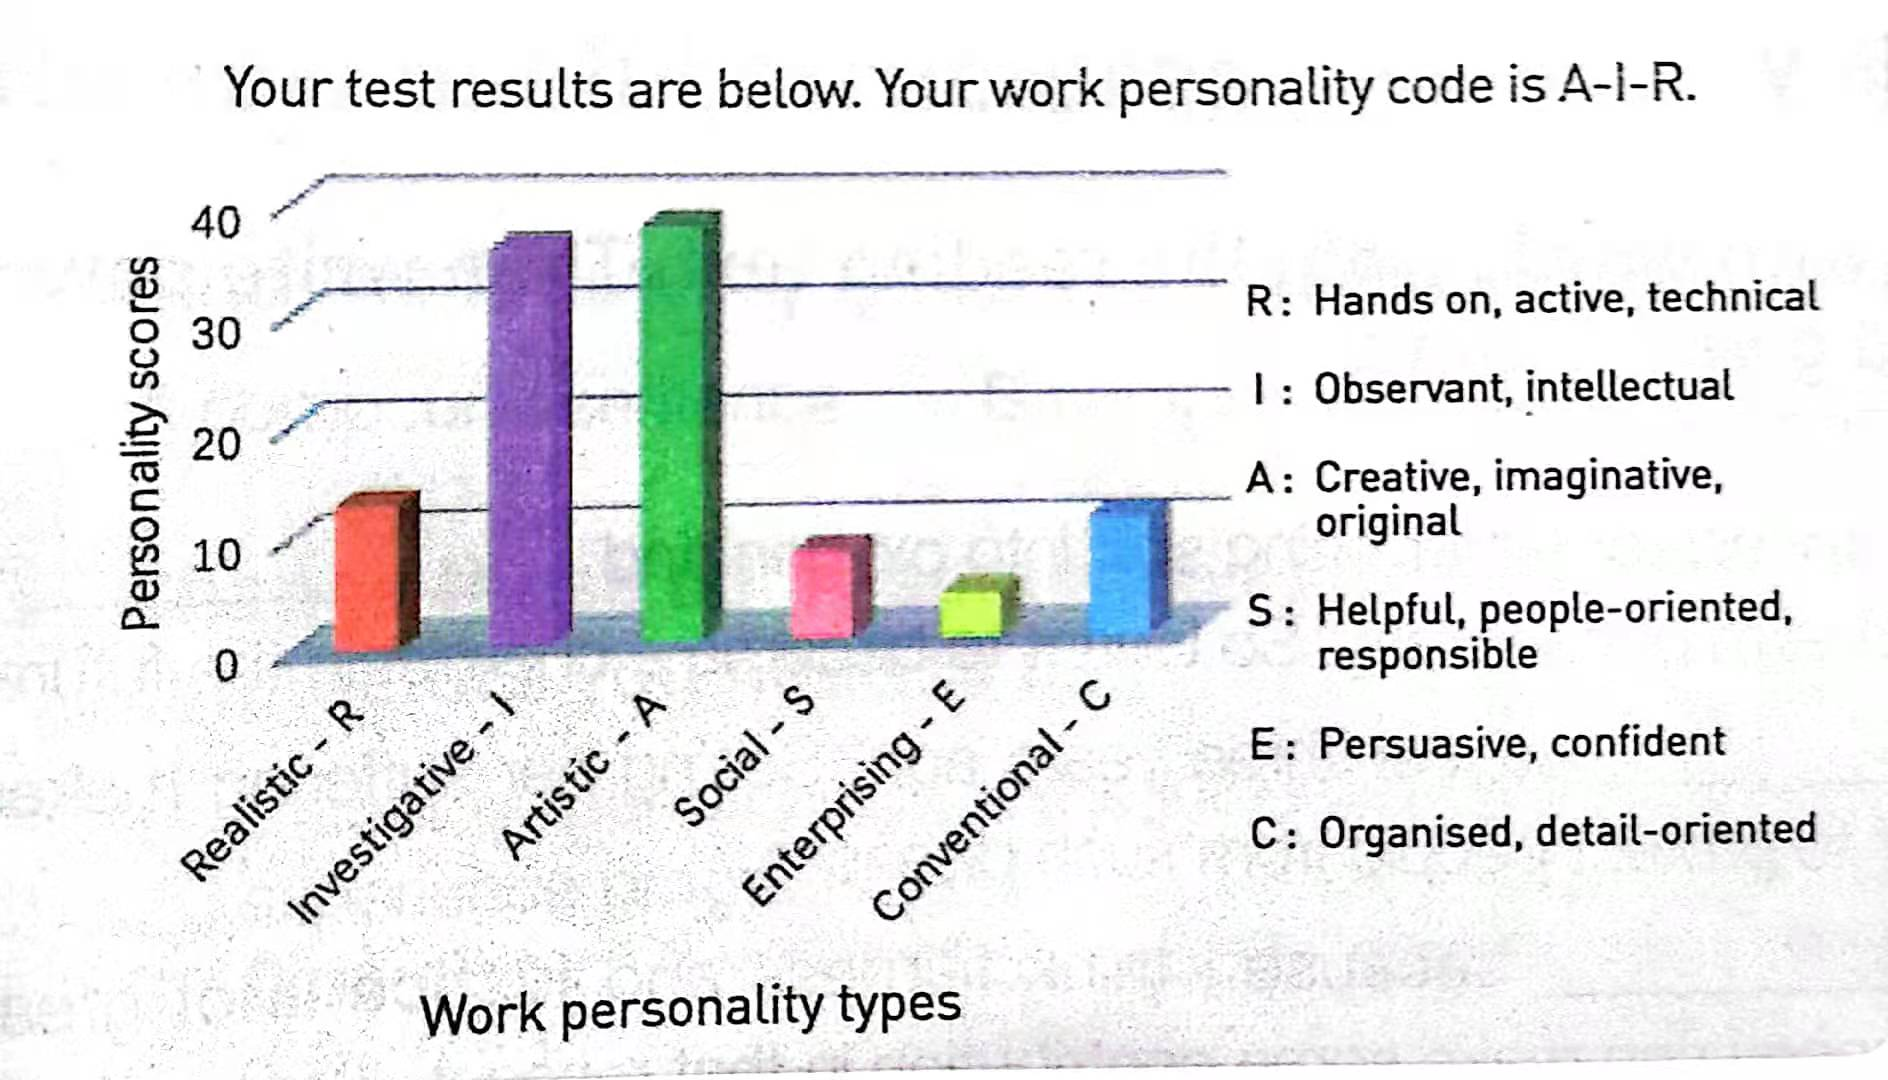 Your test results are below. Your work personality code is A-I-R.
Personality scores
40
30
20
10
0
Realistic - R
Investigative - I
Artistic - A
Social - S
Enterprising - E
Conventional - C
Work personality types
R: Hands on, active, technical
I : Observant, intellectual
A: Creative, imaginative,
original
S: Helpful, people-oriented,
responsible
E: Persuasive, confident
C: Organised, detail-oriented